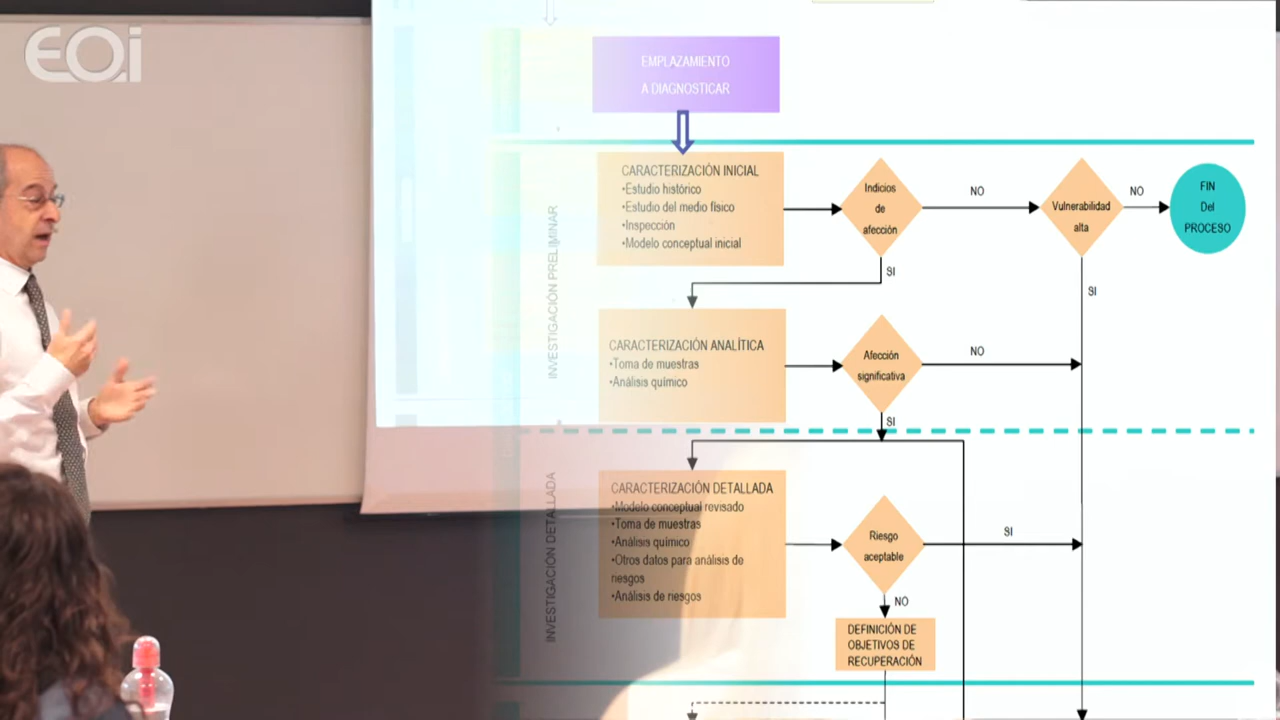 EOi
EMPLAZAMIENTO
A DIAGNOSTICAR
INVESTIGACIÓN PRELIMINAR
CARACTERIZACIÓN INICIAL
•Estudio histórico
•Estudio del medio físico
•Inspección
•Modelo conceptual inicial
Indicios
de
afección
NO
Vulnerabilidad
alta
NO
FIN
Del
PROCESO
SI
SI
CARACTERIZACIÓN ANALÍTICA
•Toma de muestras
•Análisis químico
Afección
significativa
NO
SI
INVESTIGACIÓN DETALLADA
CARACTERIZACIÓN DETALLADA
•Modelo conceptual revisado
•Toma de muestras
•Análisis químico
•Otros datos para análisis de
riesgos
•Análisis de riesgos
Riesgo
aceptable
SI
NO
DEFINICIÓN DE
OBJETIVOS DE
RECUPERACIÓN